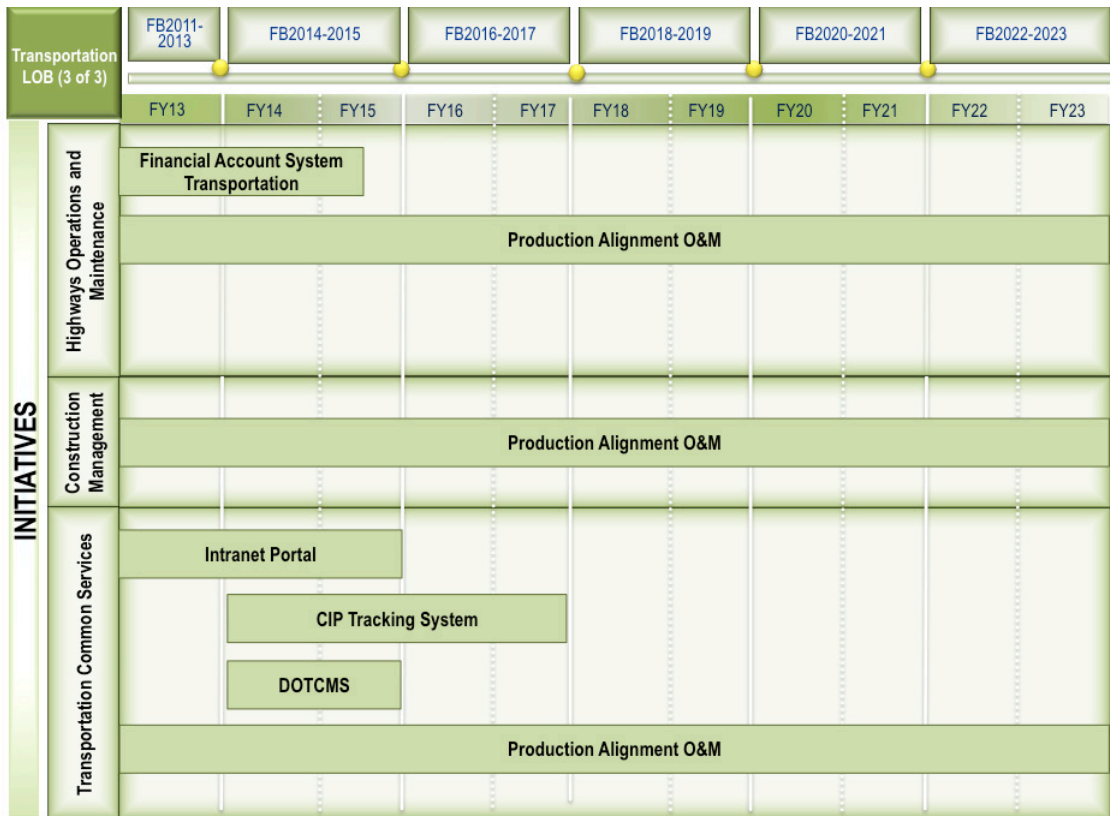 Transportation
LOB (3 of 3)
FB2011-
2013
FB2014-2015
FB2016-2017
FB2018-2019
FB2020-2021
FB2022-2023
FY13
FY14
FY15
FY16
FY17
FY18
FY19
FY20
FY21
FY22
FY23
INITIATIVES
Highways Operations and
Maintenance
Financial Account System
Transportation
Production Alignment O&M
Construction
Management
Production Alignment O&M
Transportation Common Services
Intranet Portal
CIP Tracking System
DOTCMS
Production Alignment O&M